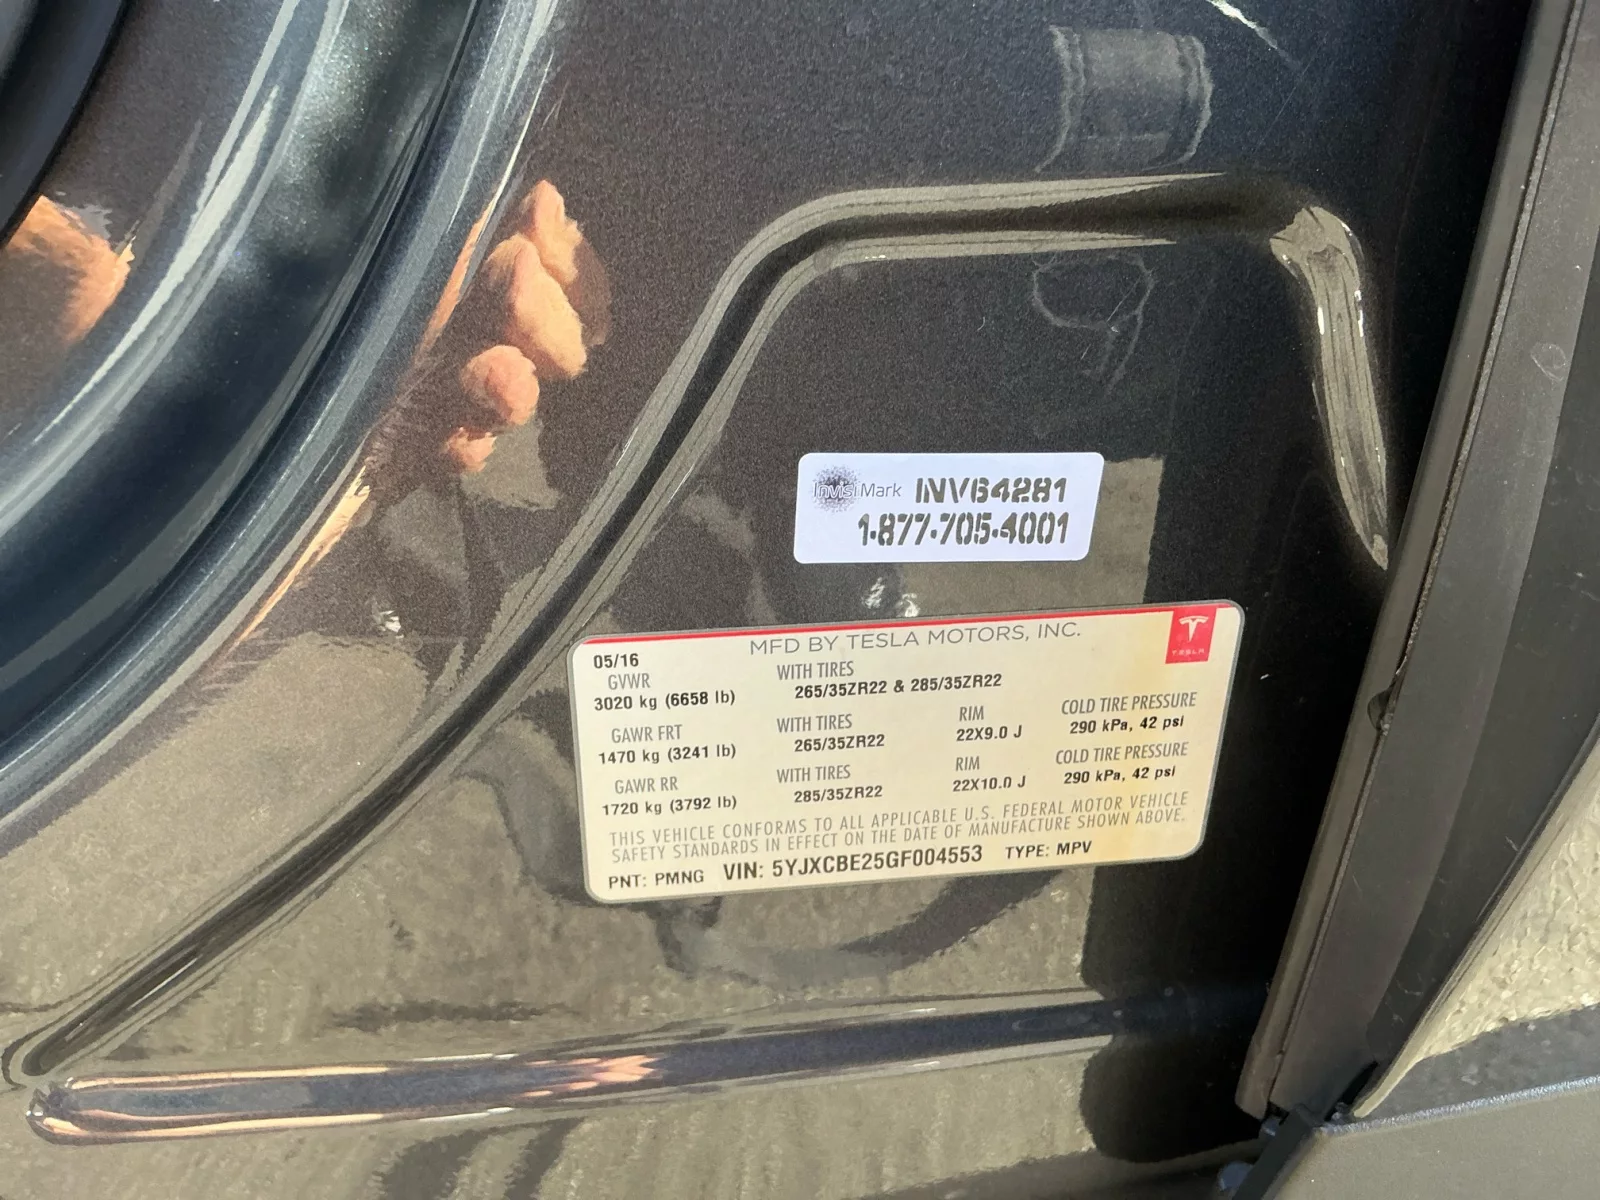 InvisiMark INV64281
1-877-705-4001
MFD BY TESLA MOTORS, INC.
TESLA
05/16
GVWR
3020 kg (6658 lb)
WITH TIRES
265/35ZR22 & 285/35ZR22
GAWR FRT
1470 kg (3241 lb)
WITH TIRES
265/35ZR22
RIM
22X9.0 J
COLD TIRE PRESSURE
290 kPa, 42 psi
GAWR RR
1720 kg (3792 lb)
WITH TIRES
285/35ZR22
RIM
22X10.0 J
COLD TIRE PRESSURE
290 kPa, 42 psi
THIS VEHICLE CONFORMS TO ALL APPLICABLE U.S. FEDERAL MOTOR VEHICLE
SAFETY STANDARDS IN EFFECT ON THE DATE OF MANUFACTURE SHOWN ABOVE.
PNT: PMNG VIN: 5YJXCBE25GF004553 TYPE: MPV